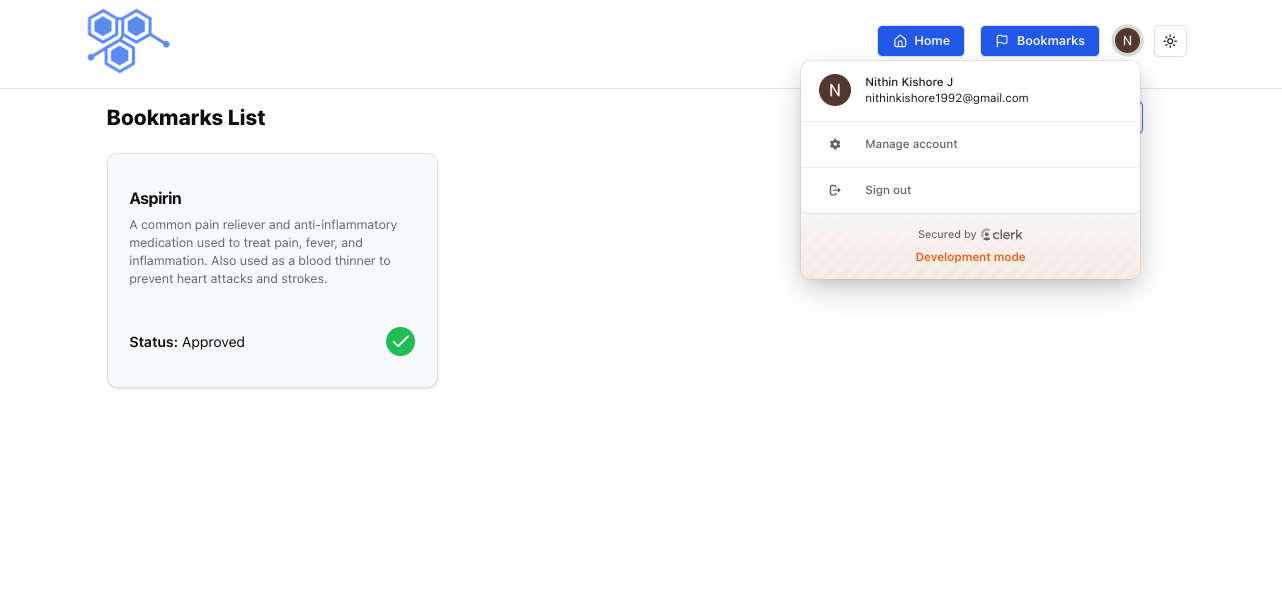 Home
Bookmarks
N
N
Nithin Kishore J
nithinkishore1992@gmail.com
Manage account
Sign out
Secured by clerk
Development mode
Bookmarks List
Aspirin
A common pain reliever and anti-inflammatory
medication used to treat pain, fever, and
inflammation. Also used as a blood thinner to
prevent heart attacks and strokes.
Status: Approved